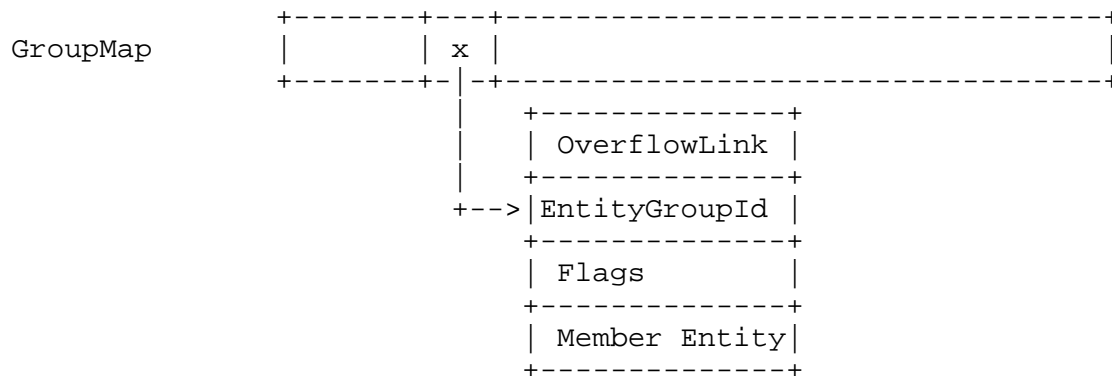 GroupMap
x
OverflowLink
EntityGroupId
Flags
Member Entity